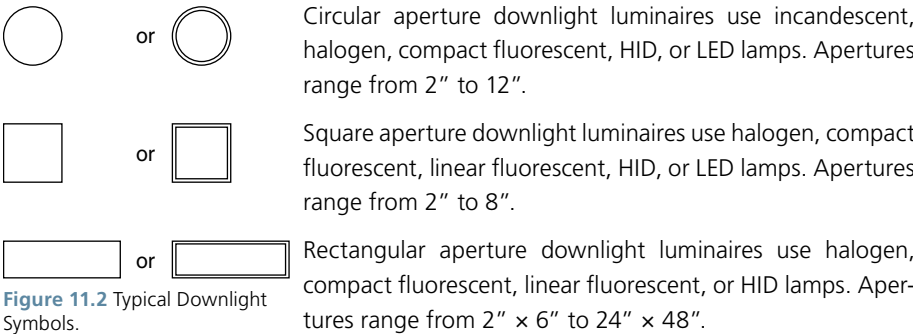 or
Circular aperture downlight luminaires use incandescent,
halogen, compact fluorescent, HID, or LED lamps. Apertures
range from 2” to 12”.
or
Square aperture downlight luminaires use halogen, compact
fluorescent, linear fluorescent, HID, or LED lamps. Apertures
range from 2” to 8”.
or
Rectangular aperture downlight luminaires use halogen,
compact fluorescent, linear fluorescent, or HID lamps. Aper-
tures range from 2” × 6” to 24” × 48”.
Figure 11.2 Typical Downlight
Symbols.